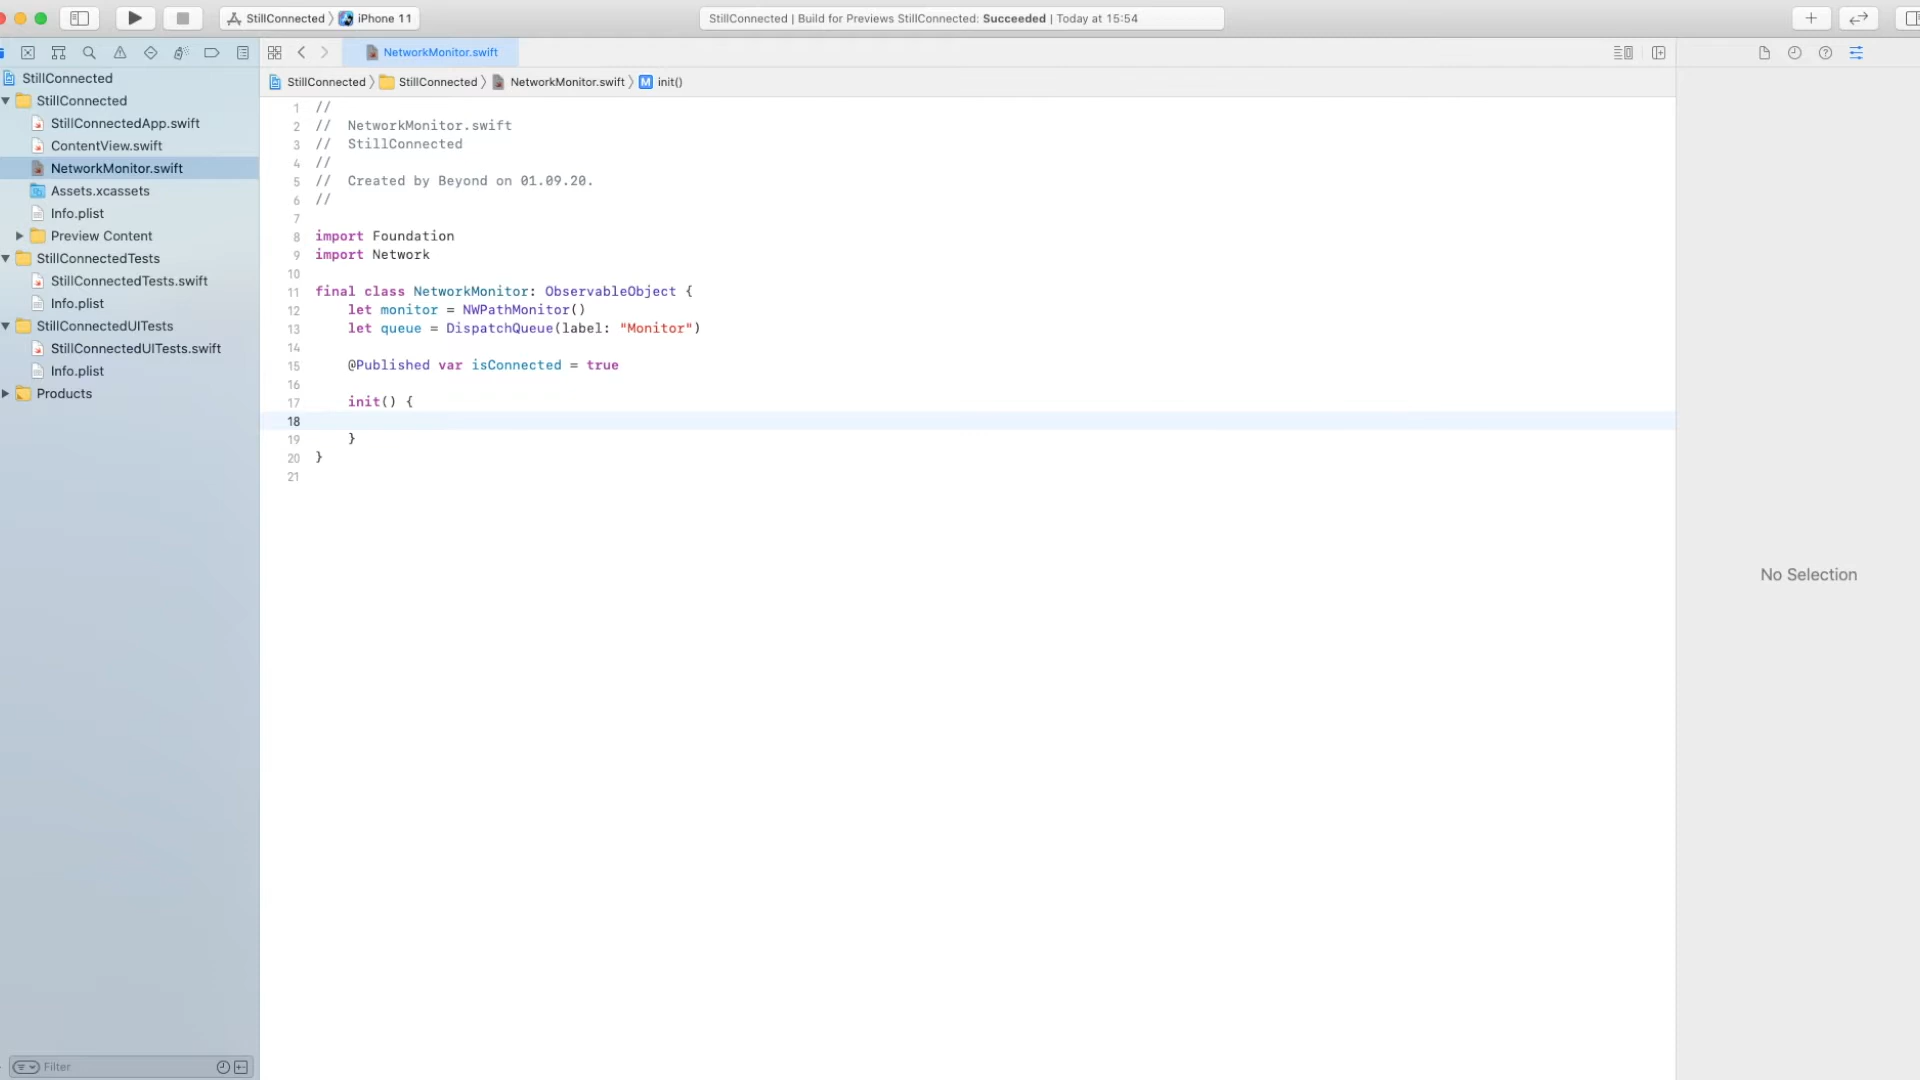 StillConnected 〉 iPhone 11
StillConnected | Build for Previews StillConnected: Succeeded | Today at 15:54
NetworkMonitor.swift
StillConnected 〉 StillConnected 〉 NetworkMonitor.swift 〉 M init()
StillConnected
StillConnected
StillConnectedApp.swift
ContentView.swift
NetworkMonitor.swift
Assets.xcassets
Info.plist
Preview Content
StillConnectedTests
StillConnectedTests.swift
Info.plist
StillConnectedUITests
StillConnectedUITests.swift
Info.plist
Products
Filter
1 //
2 //  NetworkMonitor.swift
3 //  StillConnected
4 //
5 //  Created by Beyond on 01.09.20.
6 //
7
8 import Foundation
9 import Network
10
11 final class NetworkMonitor: ObservableObject {
12     let monitor = NWPathMonitor()
13     let queue = DispatchQueue(label: "Monitor")
14
15     @Published var isConnected = true
16
17     init() {
18
19     }
20 }
21
No Selection